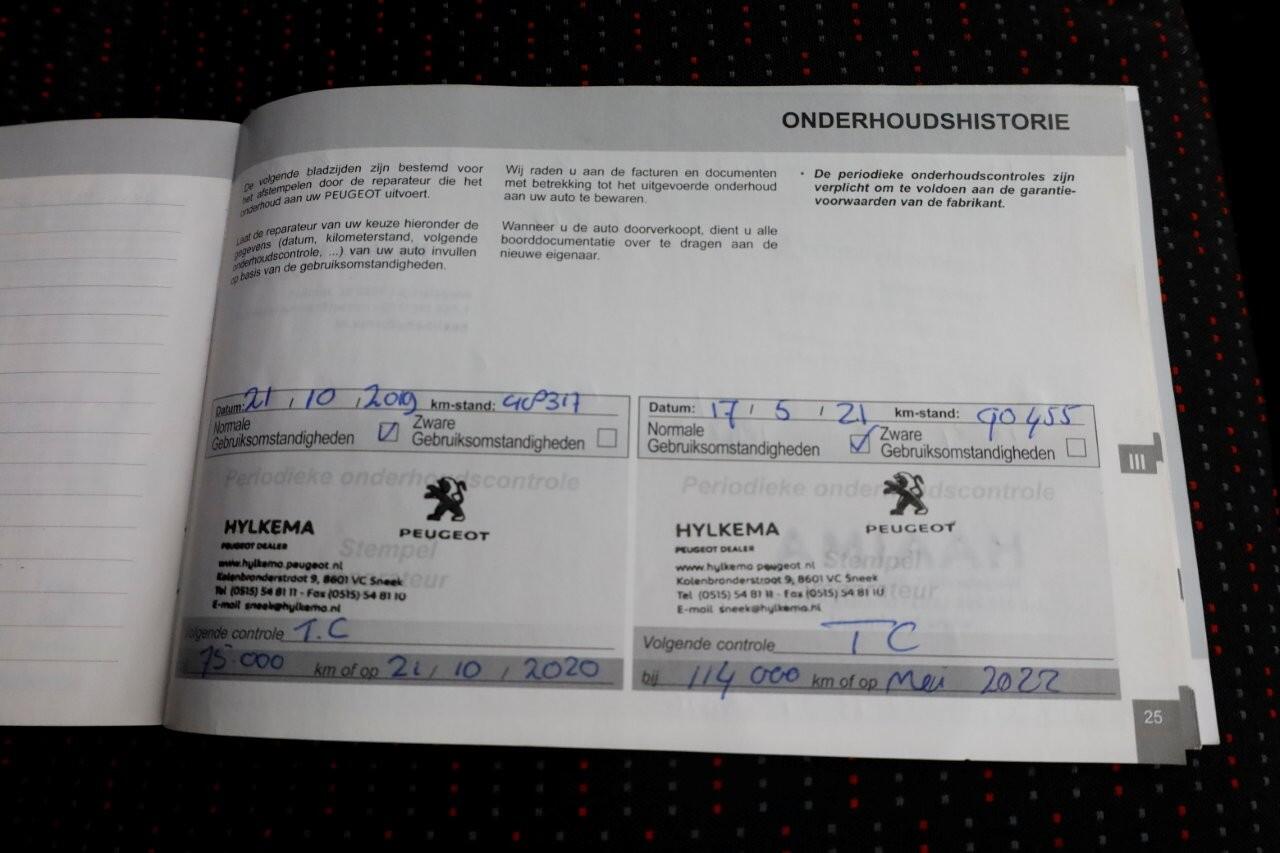 ONDERHOUDSHISTORIE
De volgende bladzijden zijn bestemd voor
het afstempelen door de reparateur die het
onderhoud aan uw PEUGEOT uitvoert.
Laat de reparateur van uw keuze hieronder de
gegevens (datum, kilometerstand, volgende
onderhoudscontrole, ...) van uw auto invullen
op basis van de gebruiksomstandigheden.
Wij raden u aan de facturen en documenten
met betrekking tot het uitgevoerde onderhoud
aan uw auto te bewaren.
Wanneer u de auto doorverkoopt, dient u alle
boorddocumentatie over te dragen aan de
nieuwe eigenaar.
• De periodieke onderhoudscontroles zijn
verplicht om te voldoen aan de garantie-
voorwaarden van de fabrikant.
Datum: 21 / 10 / 2019 km-stand:
Normale
Gebruiksomstandigheden
Zware
Gebruiksomstandigheden
Periodieke onderhoudscontrole
PEUGEOT
HYLKEMA
PEUGEOT DEALER
Stempel
www.hylkema.peugeot.nl
Kolenbranderstraat 9, 8601 VC Sneek
Tel (0515) 54 81 11 - Fax (0515) 54 81 10
E-mail sneek@hylkema.nl
Volgende controle T.C
75.000 km of op 21 / 10 / 2020
Datum: 17 / 5 / 21 km-stand: 90455
Normale
Gebruiksomstandigheden
Zware
Gebruiksomstandigheden
Periodieke onderhoudscontrole
PEUGEOT
HYLKEMA
PEUGEOT DEALER
Stempel
www.hylkema.peugeot.nl
Kolenbranderstraat 9, 8601 VC Sneek
Tel (0515) 54 81 11 - Fax (0515) 54 81 10
E-mail sneek@hylkema.nl
Volgende controle TC
bij 114 000 km of op Mei 2022
III
25